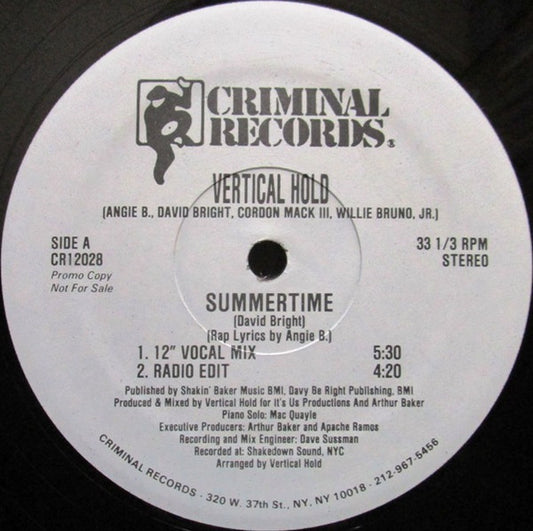 CRIMINAL
RECORDS®
VERTICAL HOLD
(ANGIE B., DAVID BRIGHT, CORDON MACK III, WILLIE BRUNO, JR.)
SIDE A
CR12028
Promo Copy
Not For Sale
33 1/3 RPM
STEREO
SUMMERTIME
(David Bright)
(Rap Lyrics by Angie B.)
1. 12" VOCAL MIX 5:30
2. RADIO EDIT 4:20
Published by Shakin' Baker Music BMI, Davy Be Right Publishing, BMI
Produced & Mixed by Vertical Hold for It's Us Productions And Arthur Baker
Piano Solo: Mac Quayle
Executive Producers: Arthur Baker and Apache Ramos
Recording and Mix Engineer: Dave Sussman
Recorded at: Shakedown Sound, NYC
Arranged by Vertical Hold
CRIMINAL RECORDS · 320 W. 37th St., NY, NY 10018 · 212-967-5456